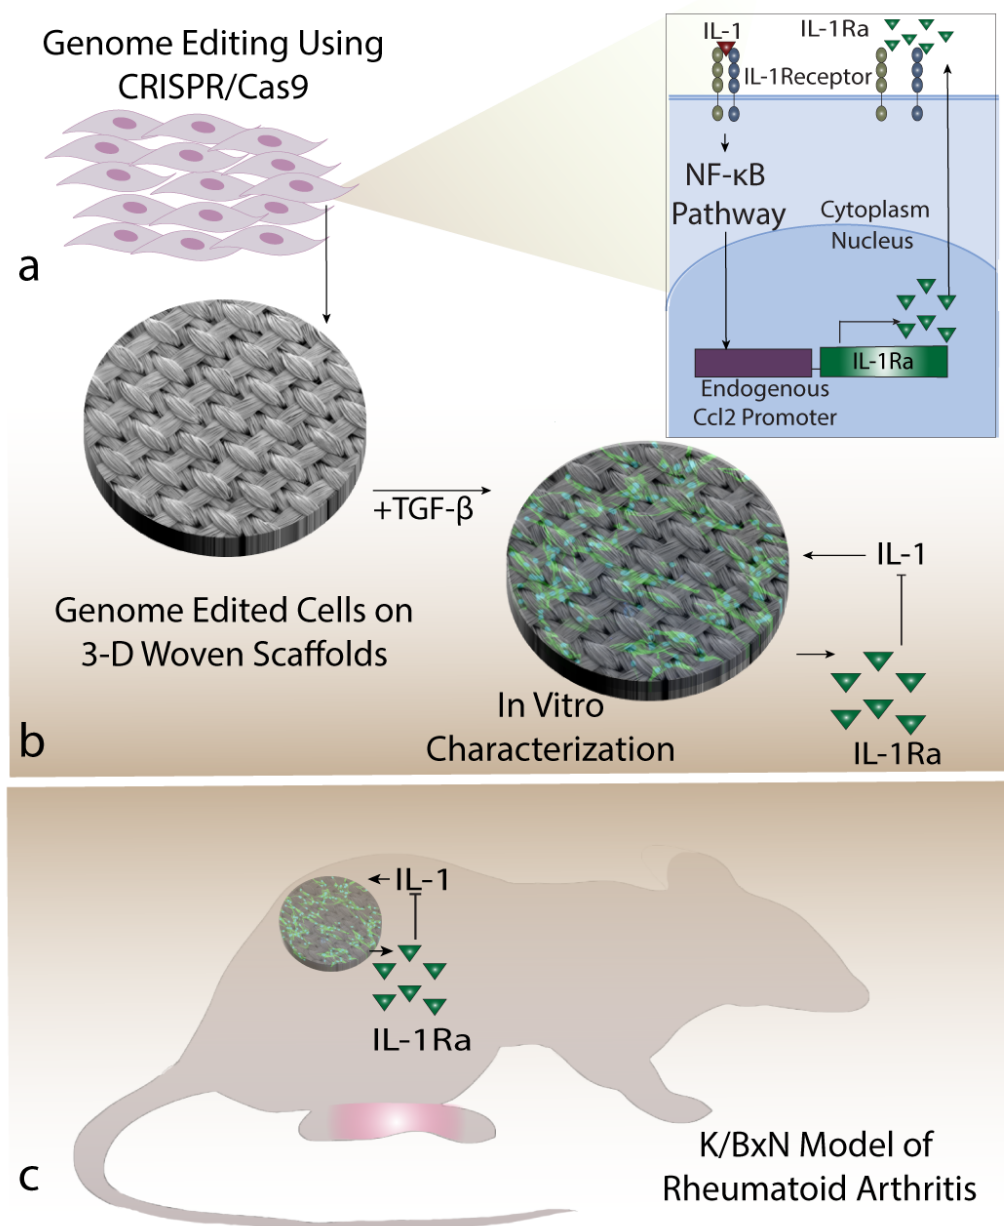 Genome Editing Using
CRISPR/Cas9
a
IL-1
IL-1Ra
IL-1Receptor
NF-κB
Pathway
Cytoplasm
Nucleus
IL-1Ra
Endogenous
Ccl2 Promoter
+TGF-β
Genome Edited Cells on
3-D Woven Scaffolds
IL-1
In Vitro
Characterization
IL-1Ra
b
IL-1
IL-1Ra
K/BxN Model of
Rheumatoid Arthritis
c